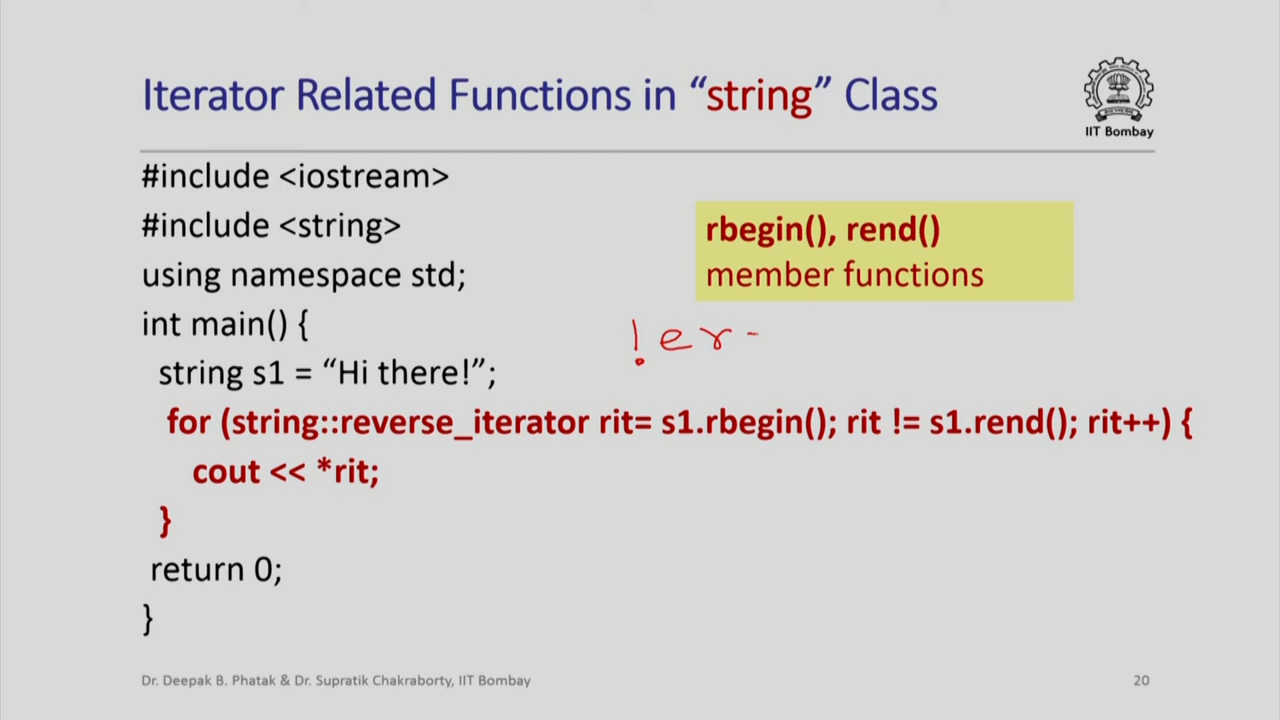 Iterator Related Functions in “string” Class
IIT Bombay
#include <iostream>
#include <string>
using namespace std;
int main() {
string s1 = “Hi there!”;
for (string::reverse_iterator rit= s1.rbegin(); rit != s1.rend(); rit++) {
cout << *rit;
}
return 0;
}
rbegin(), rend()
member functions
! e r -
Dr. Deepak B. Phatak & Dr. Supratik Chakraborty, IIT Bombay
20